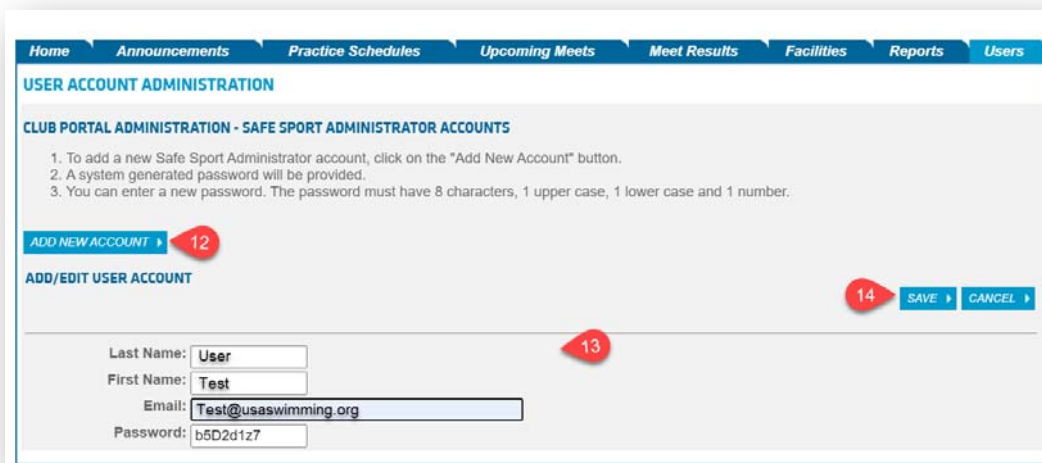 Home Announcements Practice Schedules Upcoming Meets Meet Results Facilities Reports Users
USER ACCOUNT ADMINISTRATION
CLUB PORTAL ADMINISTRATION - SAFE SPORT ADMINISTRATOR ACCOUNTS
1. To add a new Safe Sport Administrator account, click on the "Add New Account" button.
2. A system generated password will be provided.
3. You can enter a new password. The password must have 8 characters, 1 upper case, 1 lower case and 1 number.
ADD NEW ACCOUNT 12
ADD/EDIT USER ACCOUNT
14 SAVE CANCEL
13
Last Name: User
First Name: Test
Email: Test@usaswimming.org
Password: b5D2d1z7